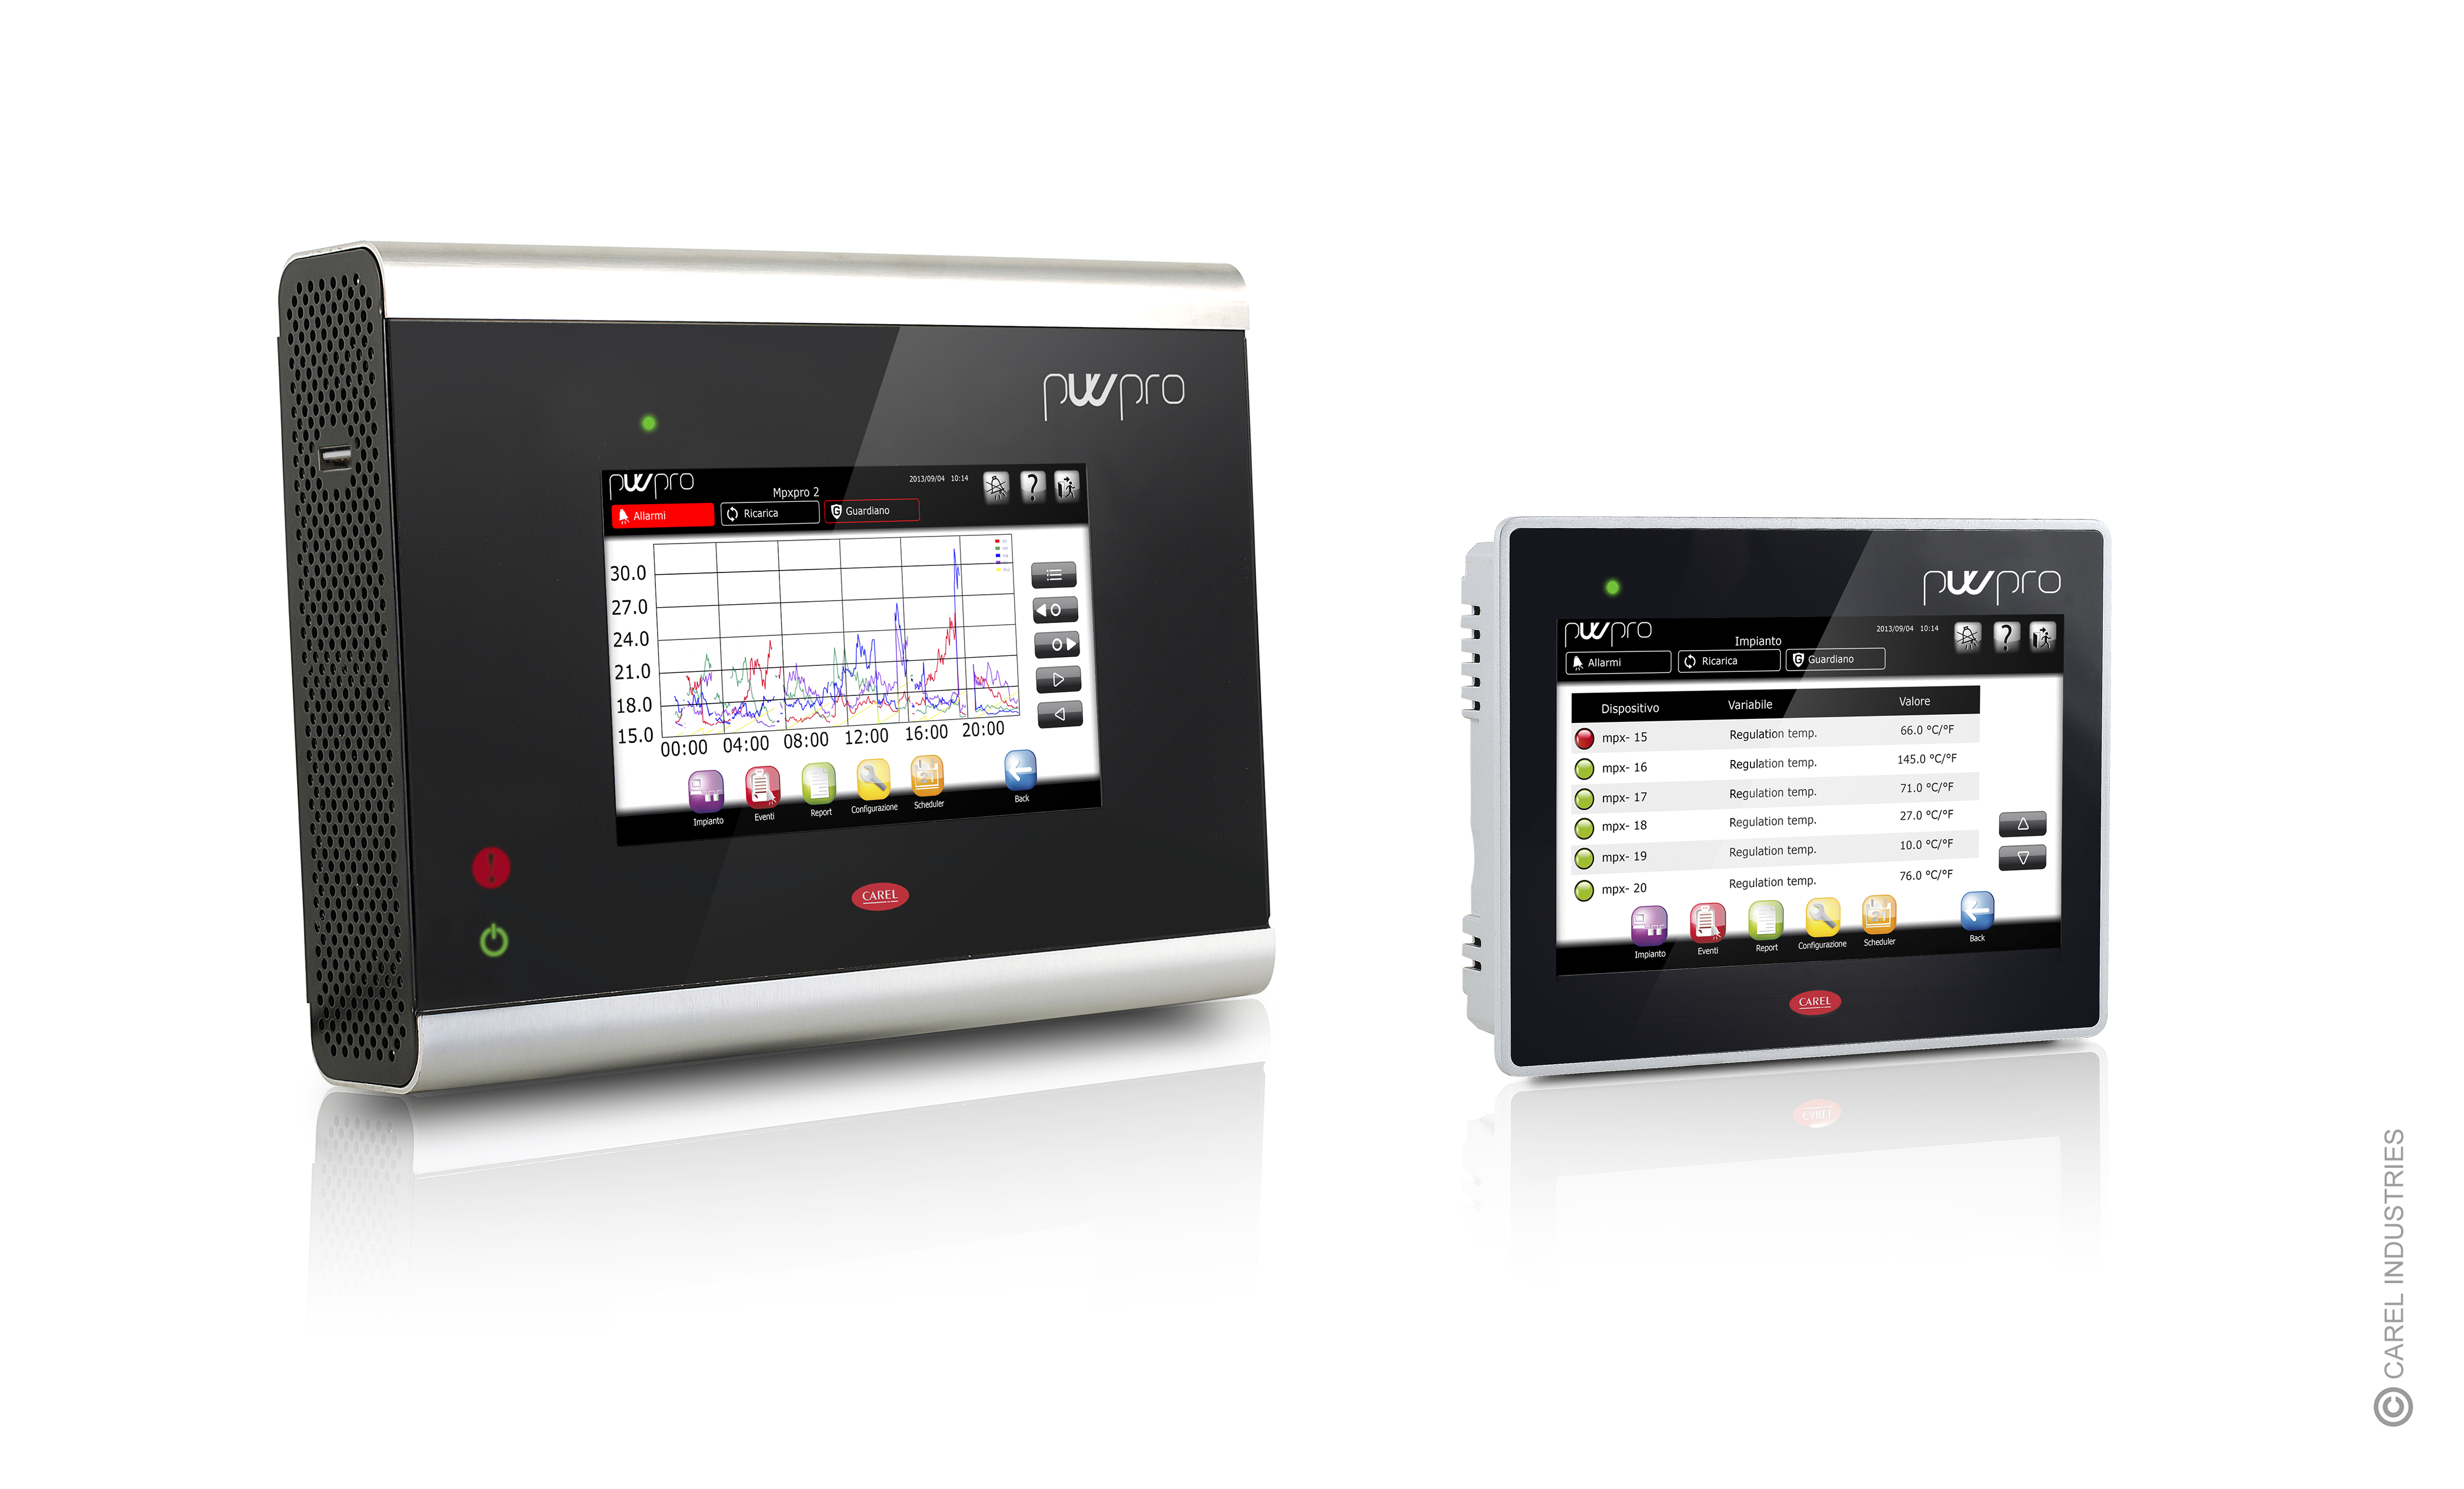 pwpro
pwpro
2013/09/04 10:14
Mpxpro 2
Allarmi
Ricarica
Guardiano
?
30.0
27.0
24.0
21.0
18.0
15.0
00:00 04:00 08:00 12:00 16:00 20:00
Impianto
Eventi
Report
Configurazione
Scheduler
Back
!
CAREL
pwpro
pwpro
2013/09/04 10:14
Impianto
Allarmi
Ricarica
Guardiano
?
Dispositivo Variabile Valore
mpx- 15 Regulation temp. 66.0 °C/°F
mpx- 16 Regulation temp. 145.0 °C/°F
mpx- 17 Regulation temp. 71.0 °C/°F
mpx- 18 Regulation temp. 27.0 °C/°F
mpx- 19 Regulation temp. 10.0 °C/°F
mpx- 20 Regulation temp. 76.0 °C/°F
Impianto
Eventi
Report
Configurazione
Scheduler
Back
CAREL
© CAREL INDUSTRIES